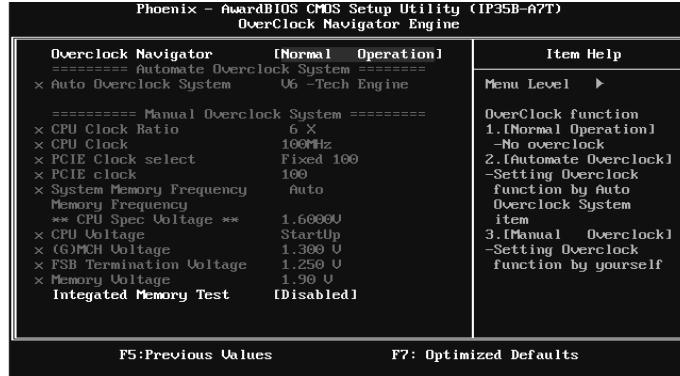 Phoenix - AwardBIOS CMOS Setup Utility (IP35B-A7T)
OverClock Navigator Engine
Overclock Navigator [Normal Operation]
========= Automate Overclock System ========
x Auto Overclock System V6 -Tech Engine
========== Manual Overclock System =========
x CPU Clock Ratio 6 X
x CPU Clock 100MHz
x PCIE Clock select Fixed 100
x PCIE clock 100
x System Memory Frequency Auto
Memory Frequency
** CPU Spec Voltage ** 1.6000V
x CPU Voltage StartUp
x (G)MCH Voltage 1.300 V
x FSB Termination Voltage 1.250 V
x Memory Voltage 1.90 V
Integated Memory Test [Disabled]
Item Help
Menu Level ▶
OverClock function
1.[Normal Operation]
-No overclock
2.[Automate Overclock]
-Setting Overclock
function by Auto
Overclock System
item
3.[Manual Overclock]
-Setting Overclock
function by yourself
F5:Previous Values F7: Optimized Defaults